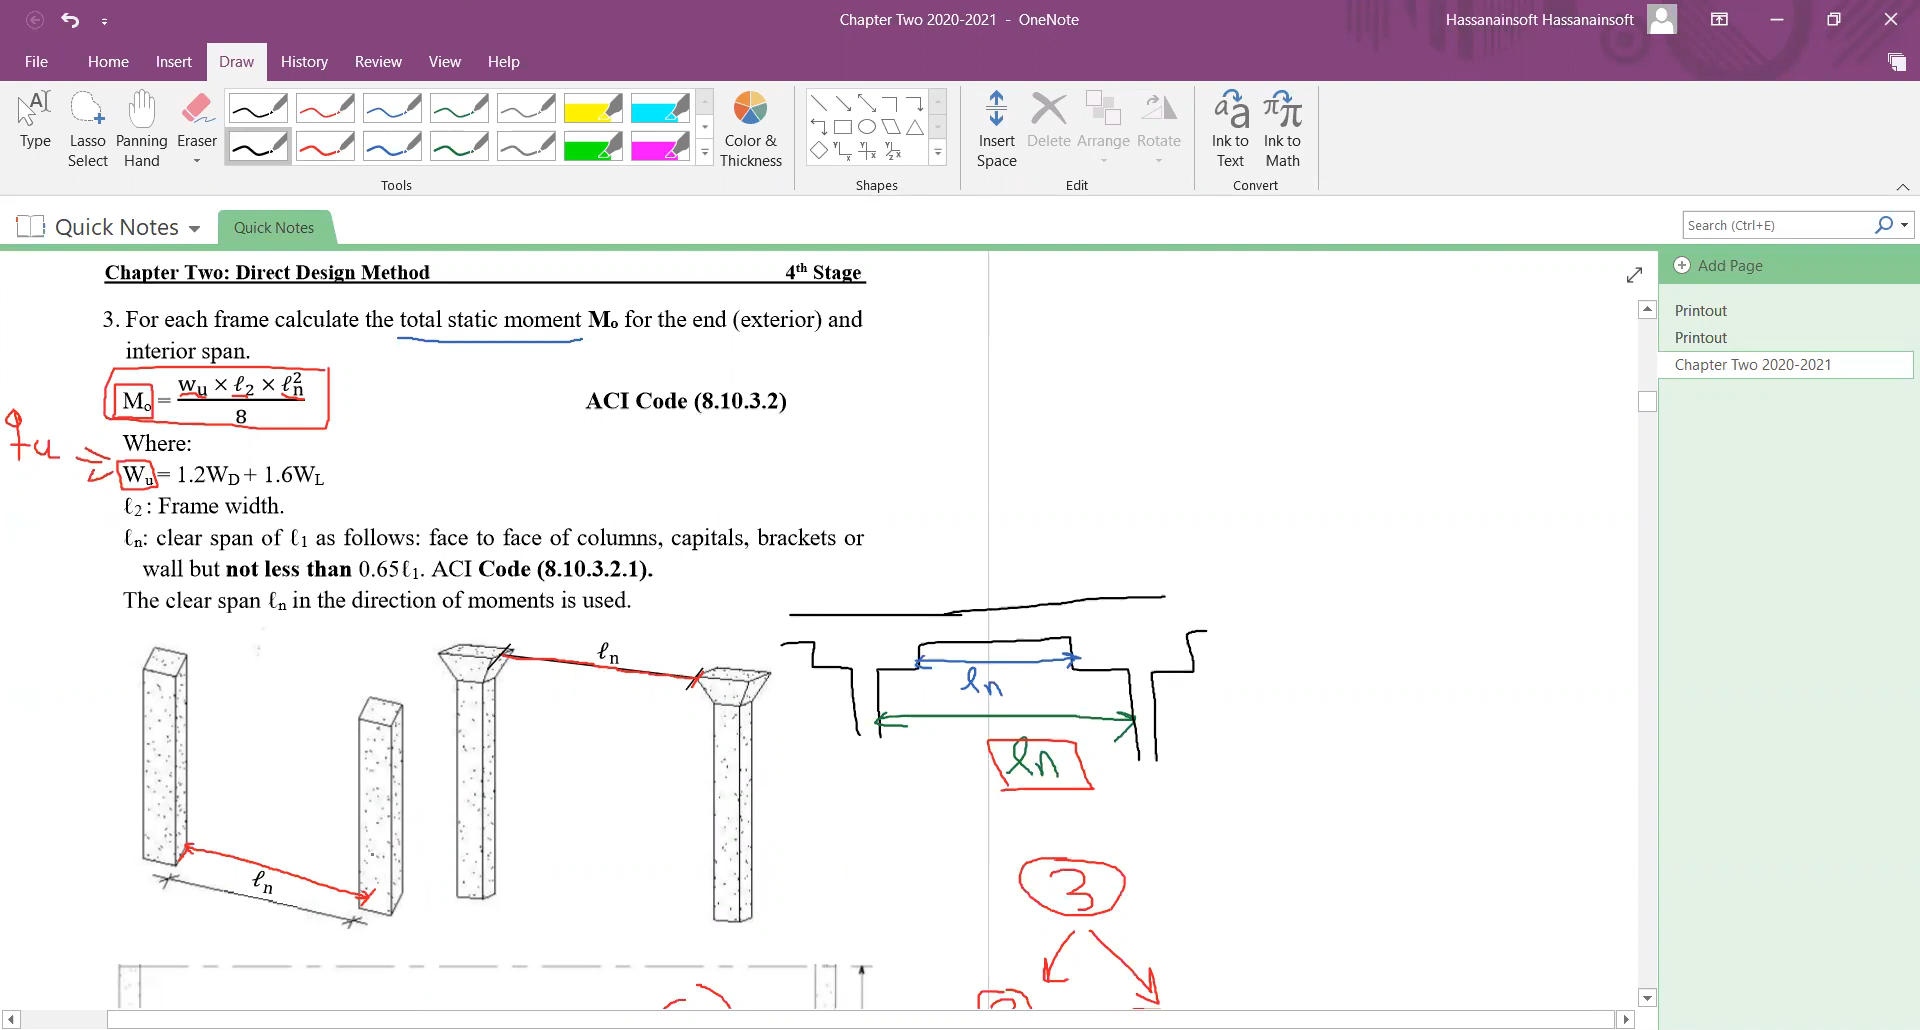 Chapter Two 2020-2021 - OneNote
Hassanainsoft Hassanainsoft
File Home Insert Draw History Review View Help
Type
Lasso Select
Panning Hand
Eraser
Color & Thickness
Insert Space
Delete
Arrange
Rotate
Ink to Text
Ink to Math
Tools
Shapes
Edit
Convert
Quick Notes
Quick Notes
Search (Ctrl+E)
Add Page
Printout
Printout
Chapter Two 2020-2021
Chapter Two: Direct Design Method 4th Stage
3. For each frame calculate the total static moment Mₒ for the end (exterior) and
interior span.
Mₒ = (wᵤ × ℓ₂ × ℓₙ²) / 8
ACI Code (8.10.3.2)
Where:
qu
Wᵤ= 1.2W_D + 1.6W_L
ℓ₂ : Frame width.
ℓₙ: clear span of ℓ₁ as follows: face to face of columns, capitals, brackets or
wall but not less than 0.65ℓ₁. ACI Code (8.10.3.2.1).
The clear span ℓₙ in the direction of moments is used.
ℓₙ
ℓn
ℓn
ℓₙ
3